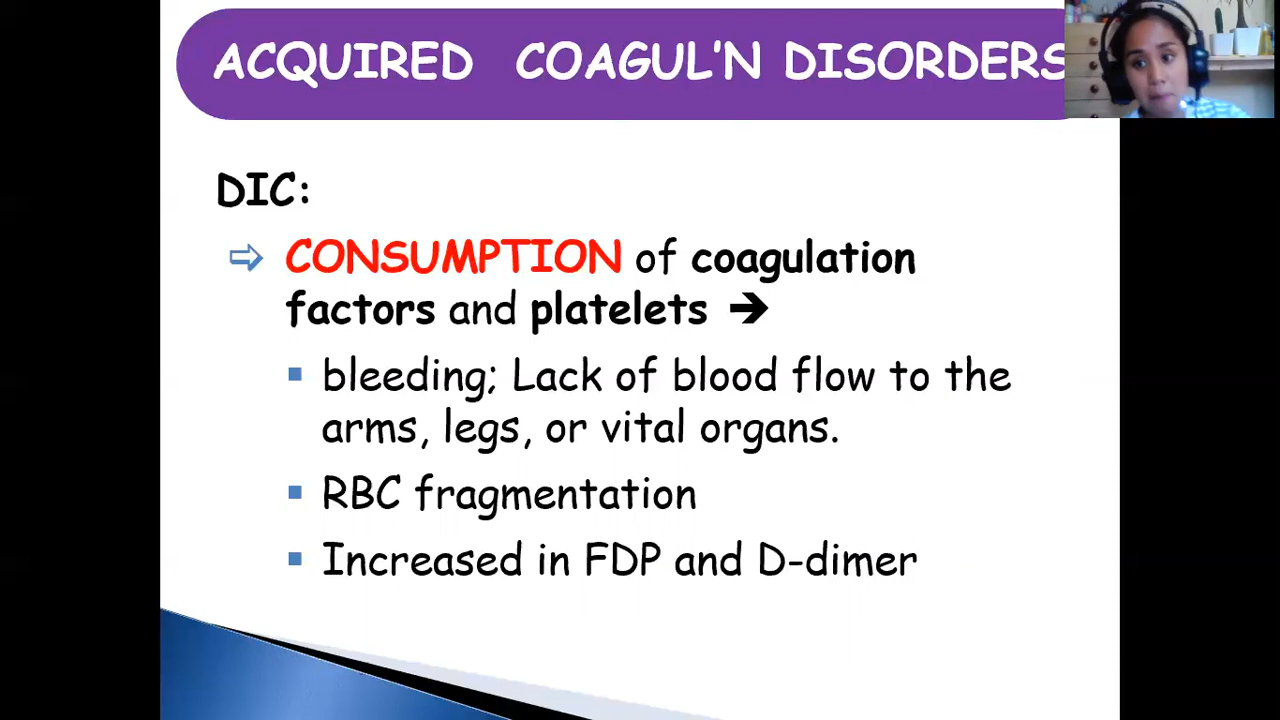 ACQUIRED COAGUL'N DISORDERS
DIC:
CONSUMPTION of coagulation
factors and platelets ➔
bleeding; Lack of blood flow to the
arms, legs, or vital organs.
RBC fragmentation
Increased in FDP and D-dimer